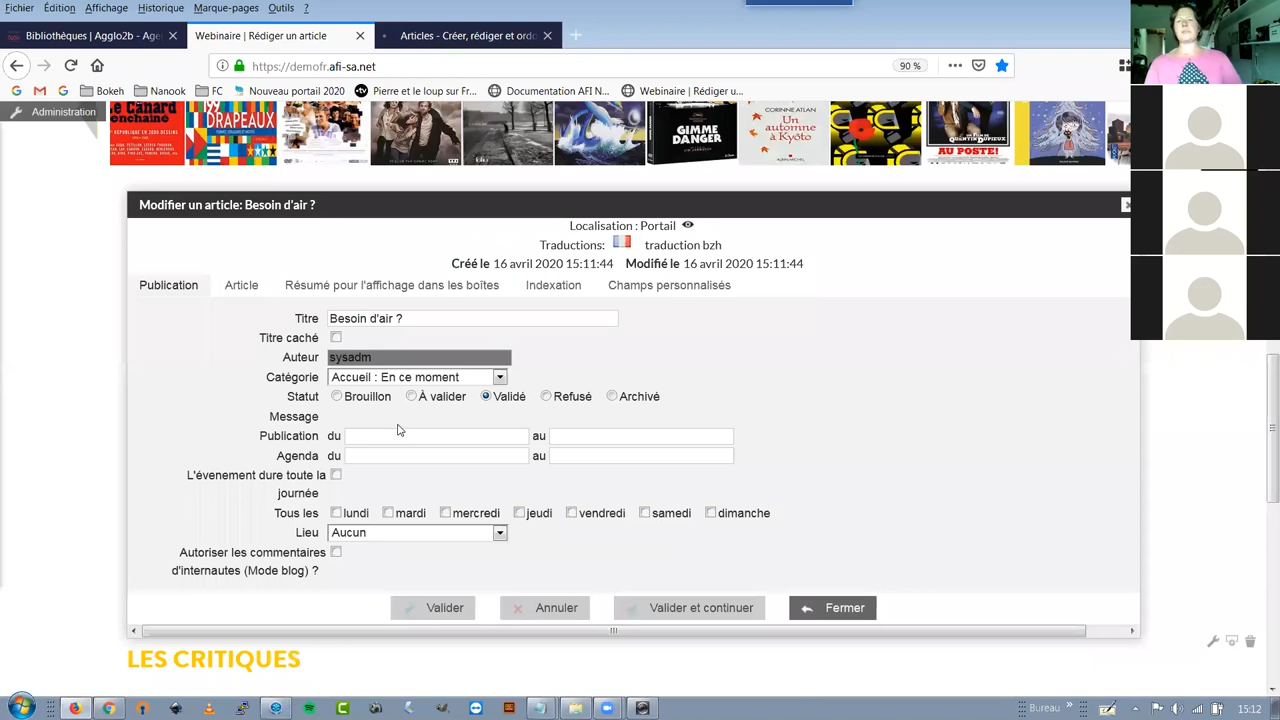 Fichier Édition Affichage Historique Marque-pages Outils ?
Bibliothèques | Agglo2b - Age
Webinaire | Rédiger un article
Articles - Créer, rédiger et ordo
https://demofr.afi-sa.net
90 %
Bokeh Nanook FC Nouveau portail 2020 Pierre et le loup sur Fr... Documentation AFI N... Webinaire | Rédiger u...
Administration
Le Canard
DRAPEAUX
GIMME
DANGER
CORINNE ATLAN
Un
automne
à Kyôto
QUENTIN DUPIEUX
AU POSTE!
Modifier un article: Besoin d'air ?
Localisation : Portail
Traductions: traduction bzh
Créé le 16 avril 2020 15:11:44 Modifié le 16 avril 2020 15:11:44
Publication Article Résumé pour l'affichage dans les boîtes Indexation Champs personnalisés
Titre Besoin d'air ?
Titre caché
Auteur sysadm
Catégorie Accueil : En ce moment
Statut Brouillon À valider Validé Refusé Archivé
Message
Publication du au
Agenda du au
L'évenement dure toute la
journée
Tous les lundi mardi mercredi jeudi vendredi samedi dimanche
Lieu Aucun
Autoriser les commentaires
d'internautes (Mode blog) ?
Valider Annuler Valider et continuer Fermer
LES CRITIQUES
Bureau » 15:12